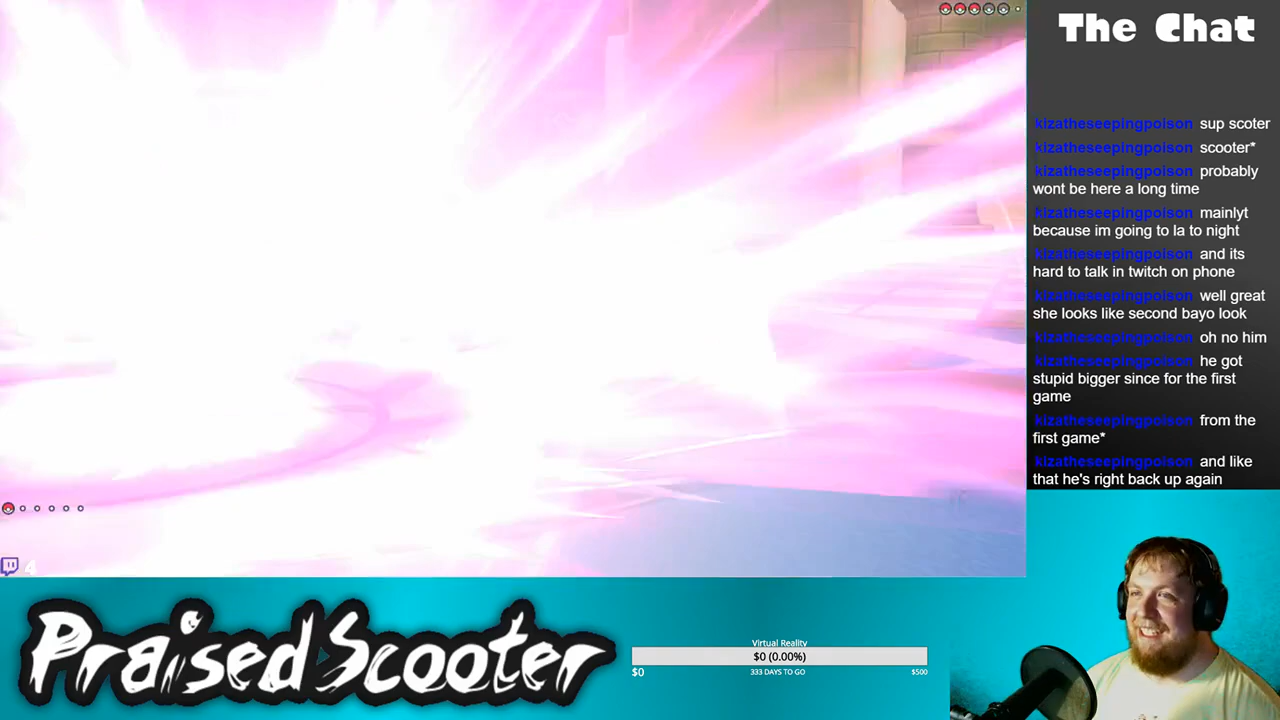 The Chat
kizatheseepingpoison sup scoter
kizatheseepingpoison scooter*
kizatheseepingpoison probably
wont be here a long time
kizatheseepingpoison mainlyt
because im going to la to night
kizatheseepingpoison and its
hard to talk in twitch on phone
kizatheseepingpoison well great
she looks like second bayo look
kizatheseepingpoison oh no him
kizatheseepingpoison he got
stupid bigger since for the first
game
kizatheseepingpoison from the
first game*
kizatheseepingpoison and like
that he's right back up again
4
PraisedScooter
Virtual Reality
$0 (0.00%)
$0 333 DAYS TO GO $500